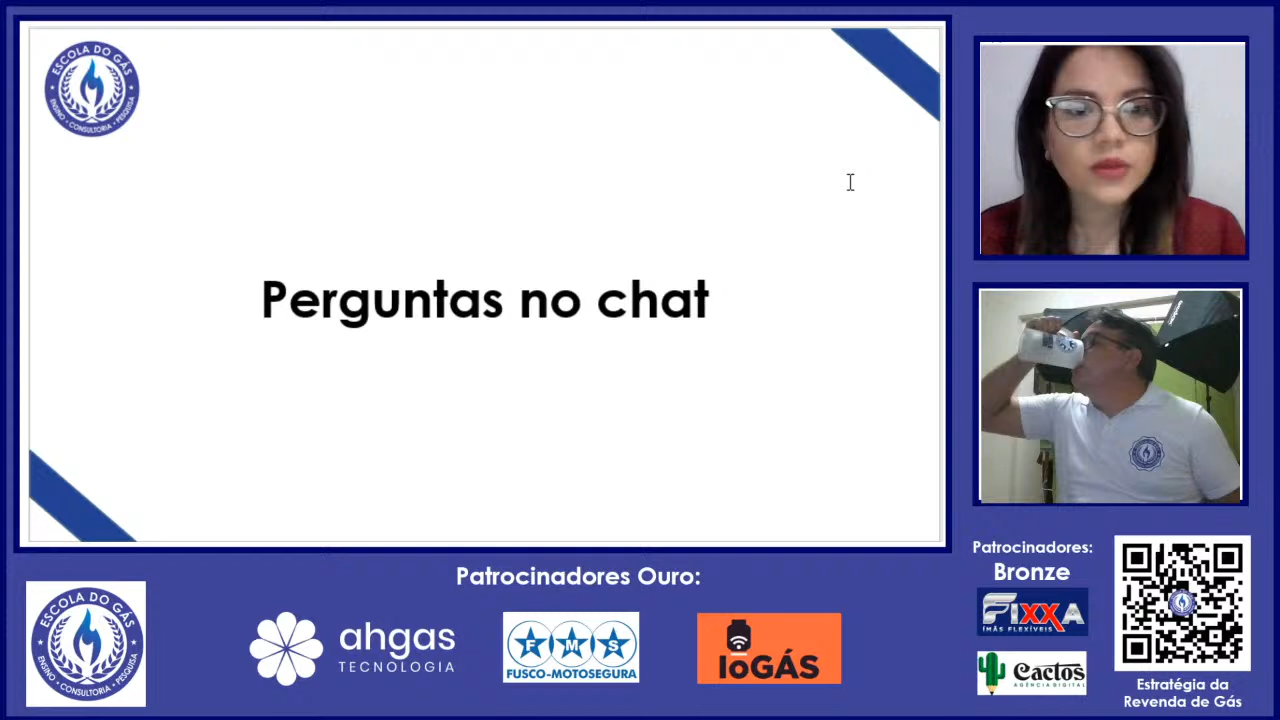 ESCOLA DO GÁS
ENSINO • CONSULTORIA • PESQUISA
Perguntas no chat
Patrocinadores Ouro:
ESCOLA DO GÁS
ENSINO • CONSULTORIA • PESQUISA
ahgas
TECNOLOGIA
F M S
FUSCO-MOTOSEGURA
IoGÁS
Patrocinadores:
Bronze
FIXXA
ÍMÃS FLEXÍVEIS
Cactos
AGÊNCIA DIGITAL
Estratégia da
Revenda de Gás